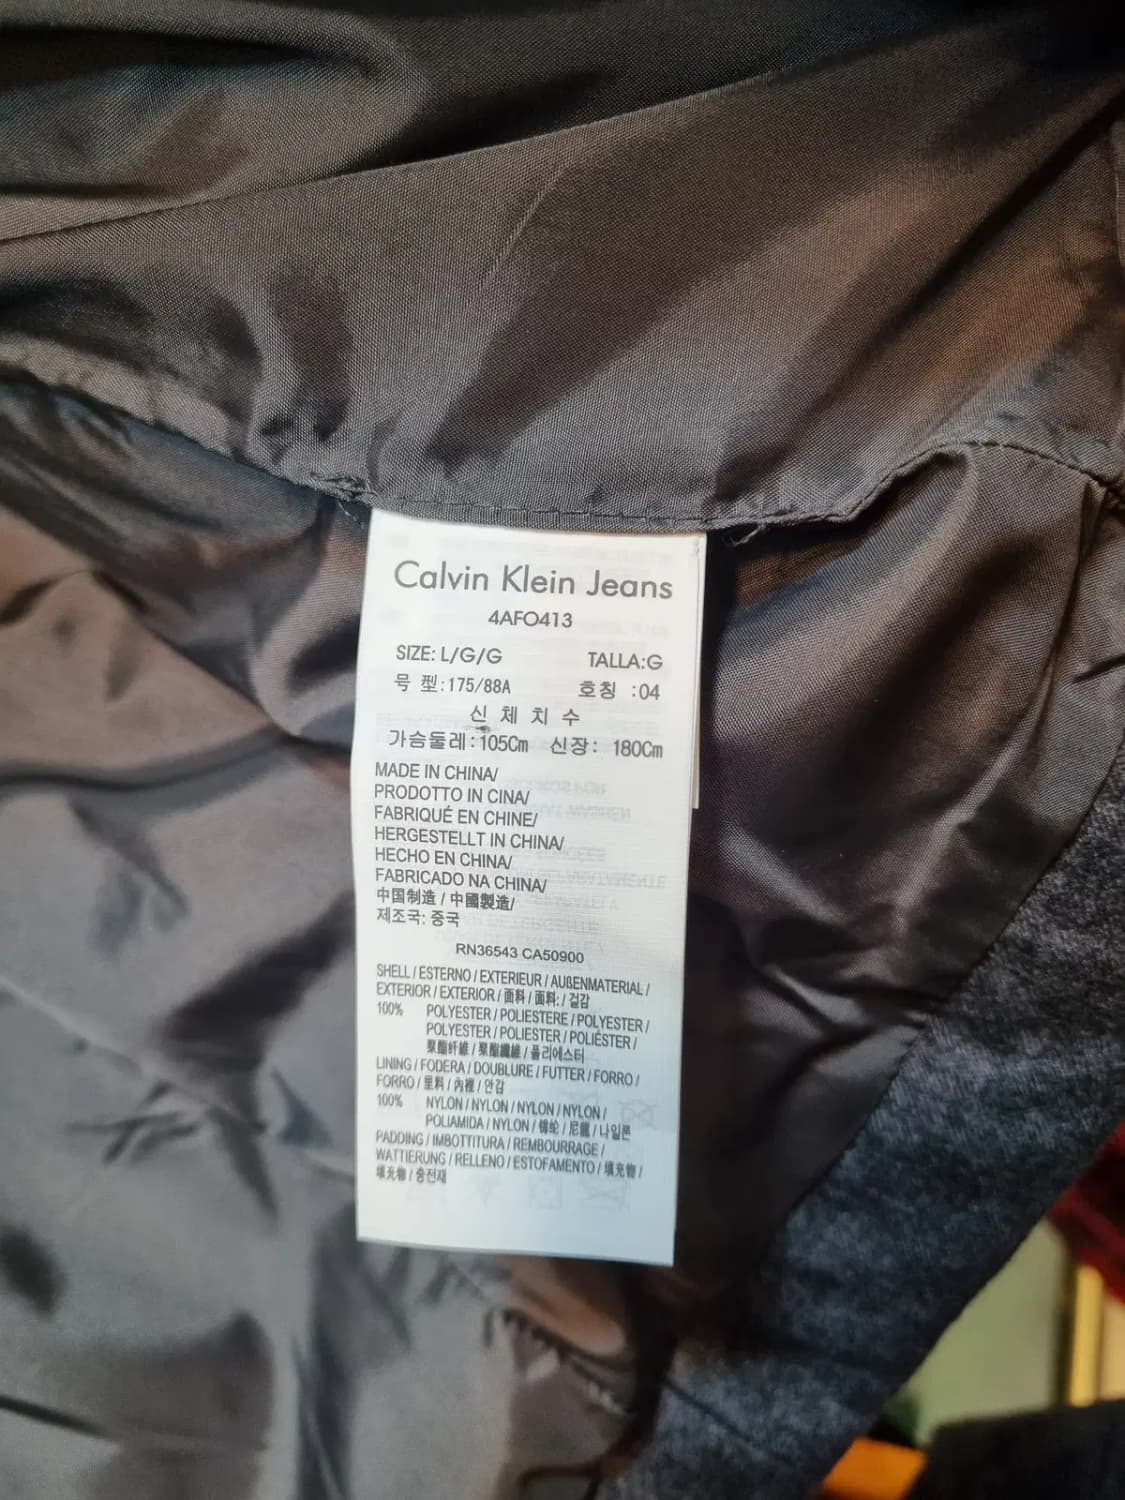 Calvin Klein Jeans
4AFO413
SIZE: L/G/G TALLA:G
号 型:175/88A 호칭 :04
신 체 치 수
가슴둘레:105Cm 신장: 180Cm
MADE IN CHINA/
PRODOTTO IN CINA/
FABRIQUÉ EN CHINE/
HERGESTELLT IN CHINA/
HECHO EN CHINA/
FABRICADO NA CHINA/
中国制造 / 中國製造/
제조국: 중국
RN36543 CA50900
SHELL / ESTERNO / EXTERIEUR / AUßENMATERIAL /
EXTERIOR / EXTERIOR / 面料 / 面料: / 겉감
100% POLYESTER / POLIESTERE / POLYESTER /
POLYESTER / POLIESTER / POLIÉSTER /
聚酯纤维 / 聚酯纖維 / 폴리에스터
LINING / FODERA / DOUBLURE / FUTTER / FORRO /
FORRO / 里料 / 內裡 / 안감
100% NYLON / NYLON / NYLON / NYLON /
POLIAMIDA / NYLON / 锦纶 / 尼龍 / 나일론
PADDING / IMBOTTITURA / REMBOURRAGE /
WATTIERUNG / RELLENO / ESTOFAMENTO / 填充物 /
填充物 / 충전재